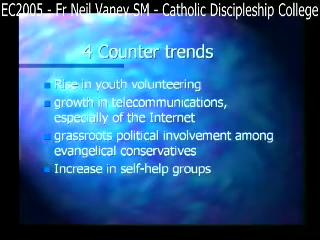 EC2005 - Fr Neil Vaney SM - Catholic Discipleship College
4 Counter trends
Rise in youth volunteering
growth in telecommunications,
especially of the Internet
grassroots political involvement among
evangelical conservatives
Increase in self-help groups